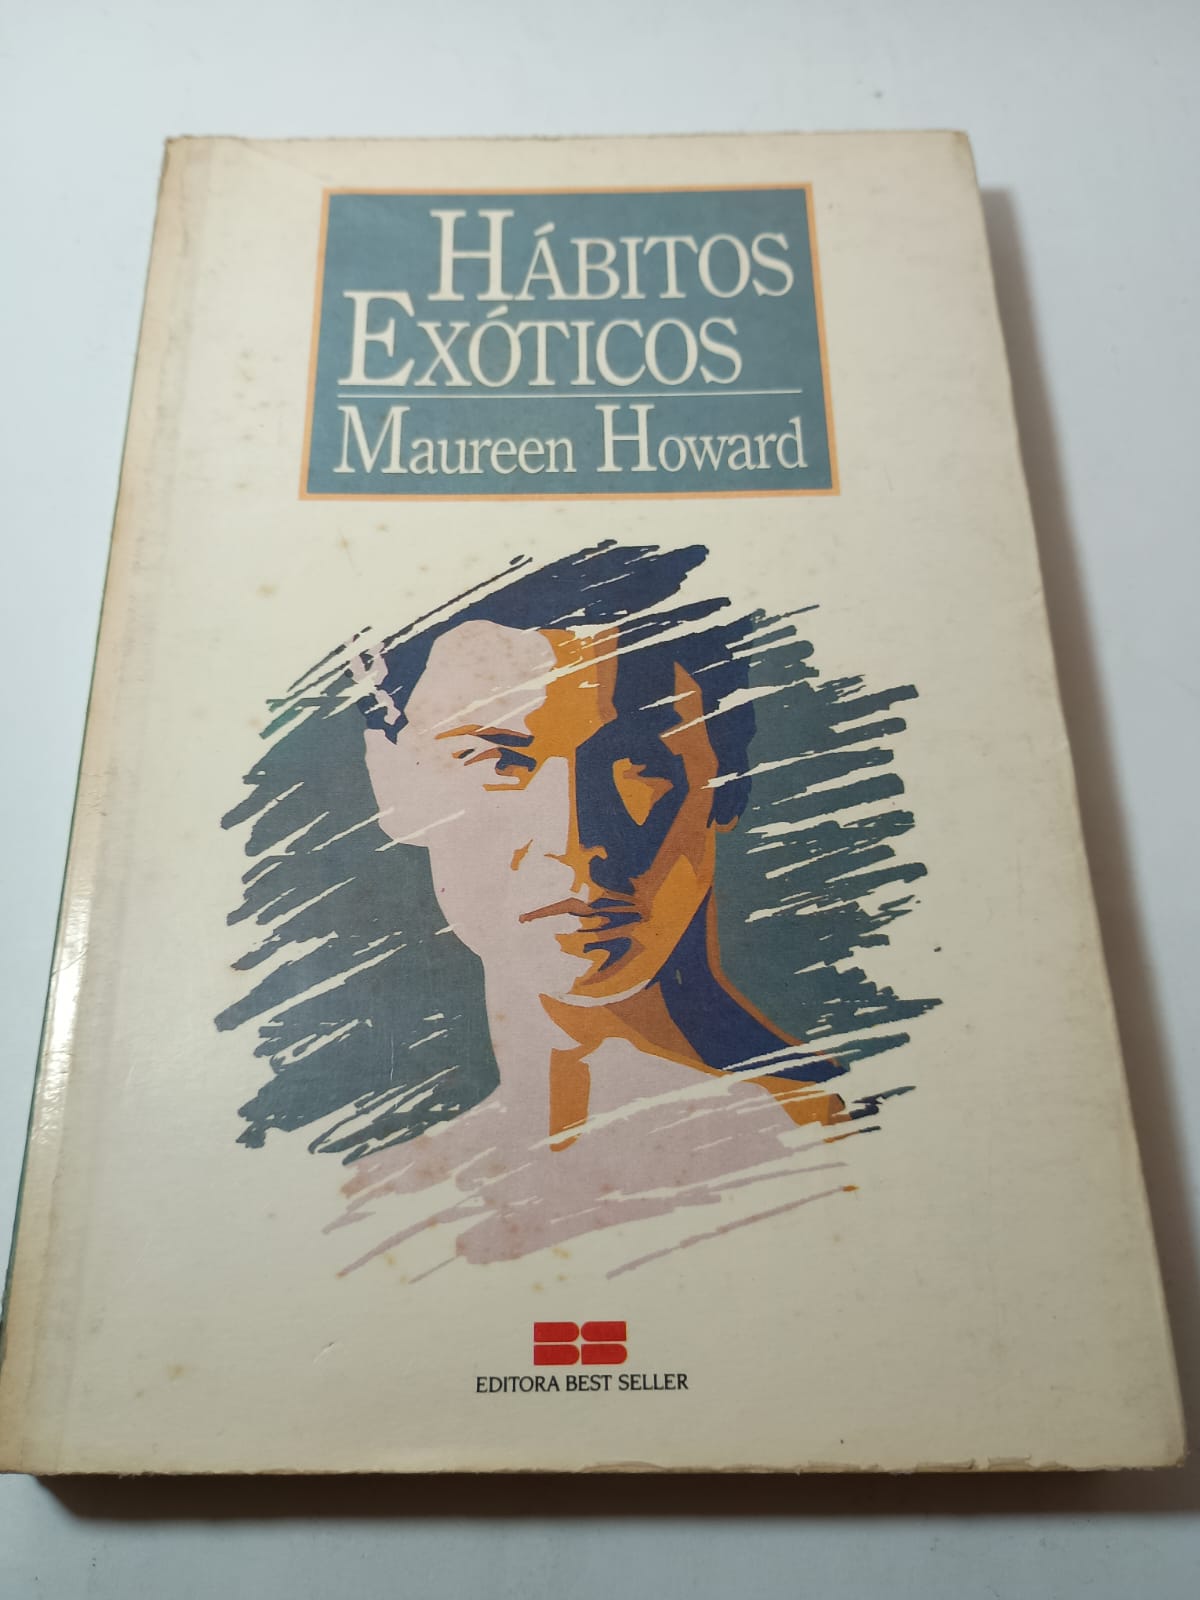 HÁBITOS
EXÓTICOS
Maureen Howard
BS
EDITORA BEST SELLER